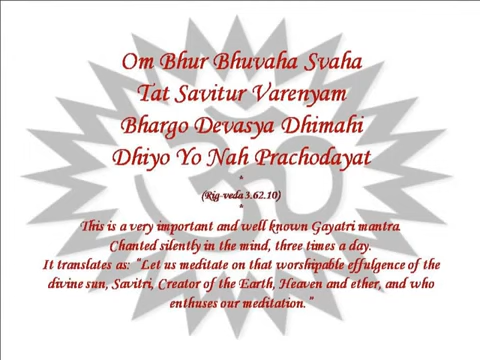 Om Bhur Bhuvaha Svaha
Tat Savitur Varenyam
Bhargo Devasya Dhimahi
Dhiyo Yo Nah Prachodayat
*
(Rig-veda 3.62.10)
*
This is a very important and well known Gayatri mantra.
Chanted silently in the mind, three times a day.
It translates as: "Let us meditate on that worshipable effulgence of the
divine sun, Savitri, Creator of the Earth, Heaven and ether, and who
enthuses our meditation."